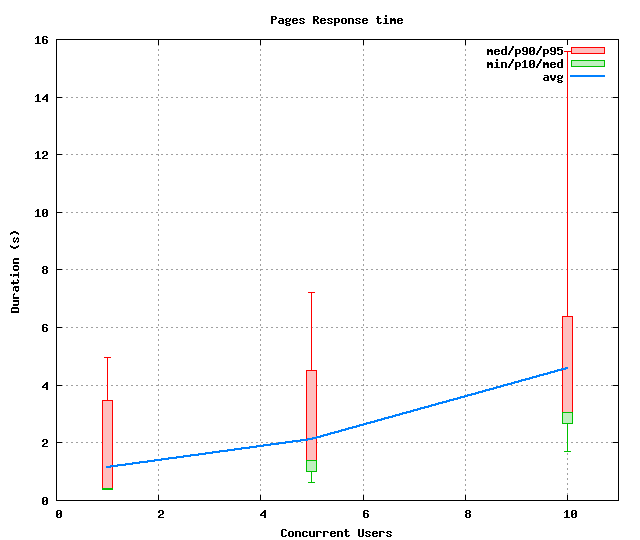 Pages Response time
med/p90/p95
min/p10/med
avg
16
14
12
10
8
6
4
2
0
Duration (s)
0 2 4 6 8 10
Concurrent Users